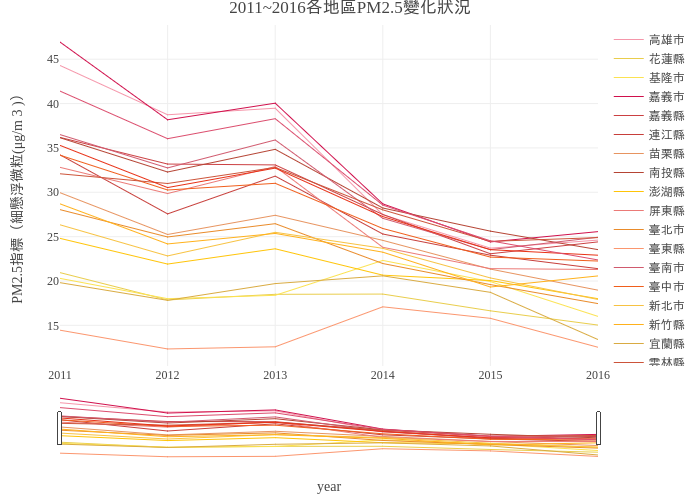 2011~2016各地區PM2.5變化狀況
PM2.5指標（細懸浮微粒(μg/m 3 )）
45
40
35
30
25
20
15
2011
2012
2013
2014
2015
2016
year
高雄市
花蓮縣
基隆市
嘉義市
嘉義縣
連江縣
苗栗縣
南投縣
澎湖縣
屏東縣
臺北市
臺東縣
臺南市
臺中市
新北市
新竹縣
宜蘭縣
雲林縣